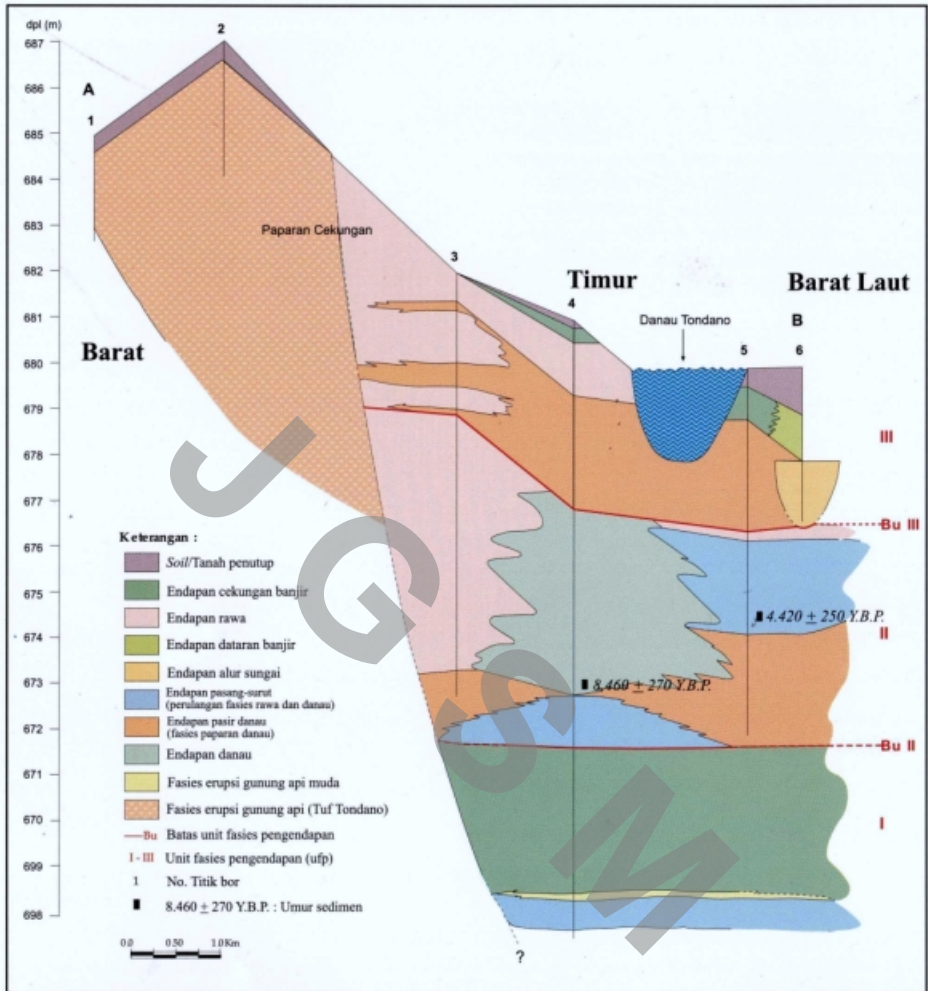 dpl (m)
687
686
685
684
683
682
681
680
679
678
677
676
675
674
673
672
671
670
699
698
A
1
2
Paparan Cekungan
3
Barat
Timur
4
Danau Tondano
Barat Laut
B
5
6
III
Bu III
4.420 ± 250 Y.B.P.
II
8.460 ± 270 Y.B.P.
Bu II
I
?
Keterangan :
Soil/Tanah penutup
Endapan cekungan banjir
Endapan rawa
Endapan dataran banjir
Endapan alur sungai
Endapan pasang-surut
(perulangan fasies rawa dan danau)
Endapan pasir danau
(fasies paparan danau)
Endapan danau
Fasies erupsi gunung api muda
Fasies erupsi gunung api (Tuf Tondano)
Bu Batas unit fasies pengendapan
I - III Unit fasies pengendapan (ufp)
1 No. Titik bor
8.460 ± 270 Y.B.P. : Umur sedimen
0.0 0.50 1.0 Km
JGSM